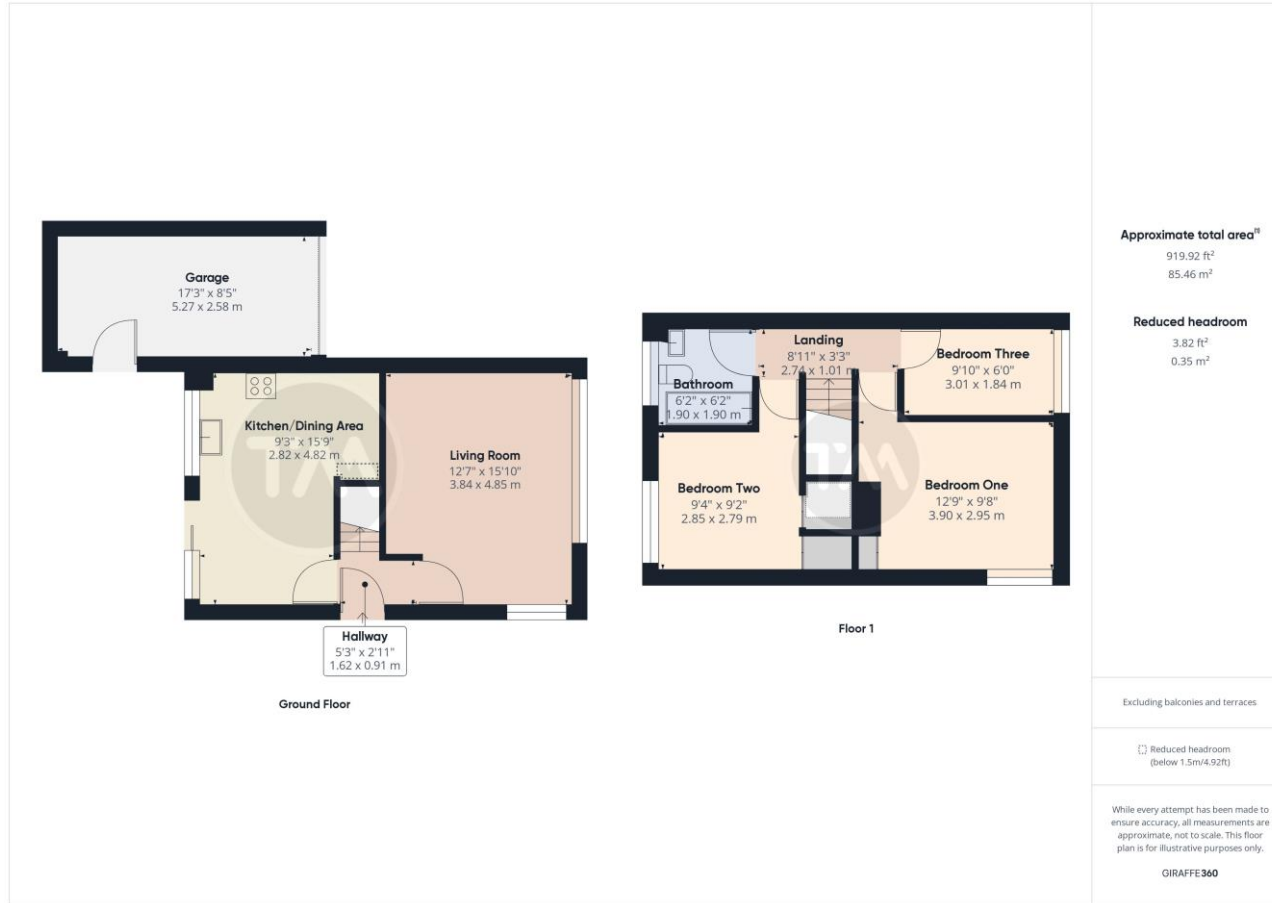 Garage
17'3" x 8'5"
5.27 x 2.58 m
Kitchen/Dining Area
9'3" x 15'9"
2.82 x 4.82 m
Living Room
12'7" x 15'10"
3.84 x 4.85 m
Hallway
5'3" x 2'11"
1.62 x 0.91 m
Ground Floor
Landing
8'11" x 3'3"
2.74 x 1.01 m
Bedroom Three
9'10" x 6'0"
3.01 x 1.84 m
Bathroom
6'2" x 6'2"
1.90 x 1.90 m
Bedroom Two
9'4" x 9'2"
2.85 x 2.79 m
Bedroom One
12'9" x 9'8"
3.90 x 2.95 m
Floor 1
TM
TM
Approximate total area⁽¹⁾
919.92 ft²
85.46 m²
Reduced headroom
3.82 ft²
0.35 m²
Excluding balconies and terraces
Reduced headroom
(below 1.5m/4.92ft)
While every attempt has been made to
ensure accuracy, all measurements are
approximate, not to scale. This floor
plan is for illustrative purposes only.
GIRAFFE360